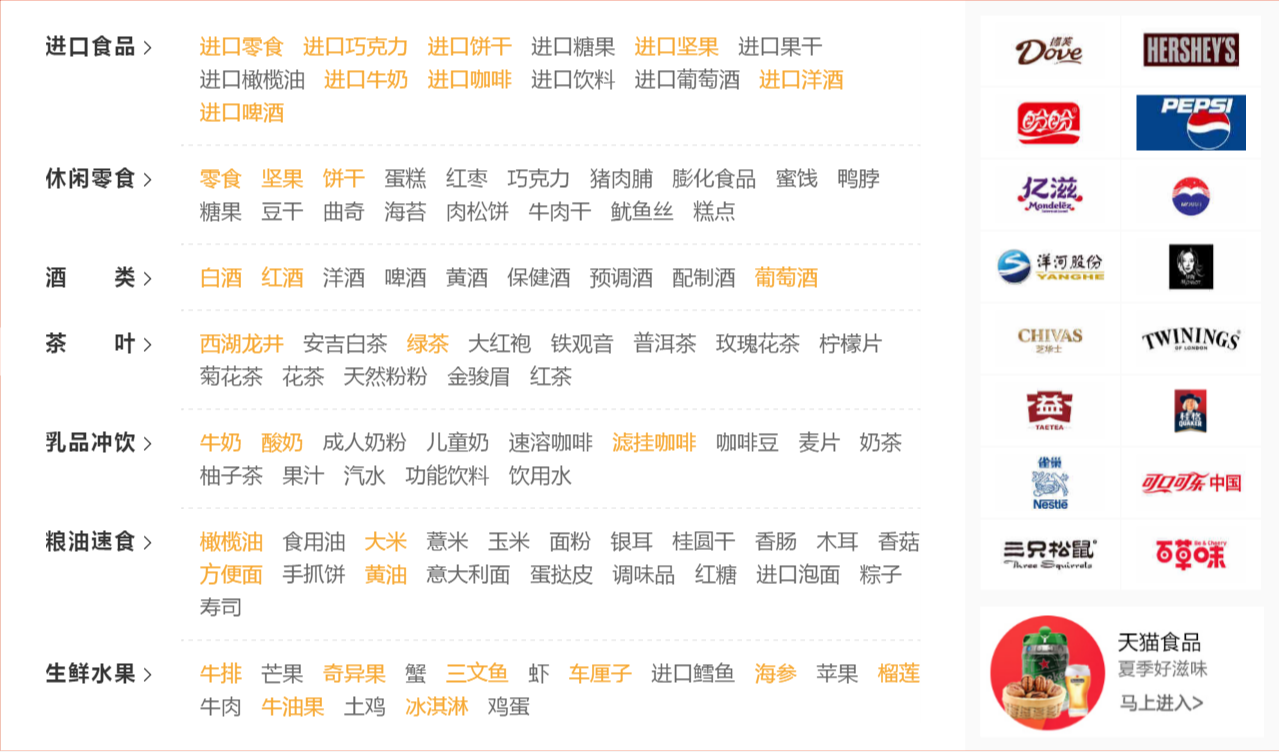 进口食品 > 进口零食 进口巧克力 进口饼干 进口糖果 进口坚果 进口果干
进口橄榄油 进口牛奶 进口咖啡 进口饮料 进口葡萄酒 进口洋酒
进口啤酒
休闲零食 > 零食 坚果 饼干 蛋糕 红枣 巧克力 猪肉脯 膨化食品 蜜饯 鸭脖
糖果 豆干 曲奇 海苔 肉松饼 牛肉干 鱿鱼丝 糕点
酒 类 > 白酒 红酒 洋酒 啤酒 黄酒 保健酒 预调酒 配制酒 葡萄酒
茶 叶 > 西湖龙井 安吉白茶 绿茶 大红袍 铁观音 普洱茶 玫瑰花茶 柠檬片
菊花茶 花茶 天然粉粉 金骏眉 红茶
乳品冲饮 > 牛奶 酸奶 成人奶粉 儿童奶 速溶咖啡 滤挂咖啡 咖啡豆 麦片 奶茶
柚子茶 果汁 汽水 功能饮料 饮用水
粮油速食 > 橄榄油 食用油 大米 薏米 玉米 面粉 银耳 桂圆干 香肠 木耳 香菇
方便面 手抓饼 黄油 意大利面 蛋挞皮 调味品 红糖 进口泡面 粽子
寿司
生鲜水果 > 牛排 芒果 奇异果 蟹 三文鱼 虾 车厘子 进口鳕鱼 海参 苹果 榴莲
牛肉 牛油果 土鸡 冰淇淋 鸡蛋
德芙
Dove
HERSHEY'S
盼盼
PEPSI
亿滋
Mondelēz
洋河股份
YANGHE
CHIVAS
芝华士
TWININGS
OF LONDON
益
TAETEA
桂格
QUAKER
雀巢
Nestlé
可口可乐中国
三只松鼠
Three Squirrels
Be & Cheery
百草味
天猫食品
夏季好滋味
马上进入>